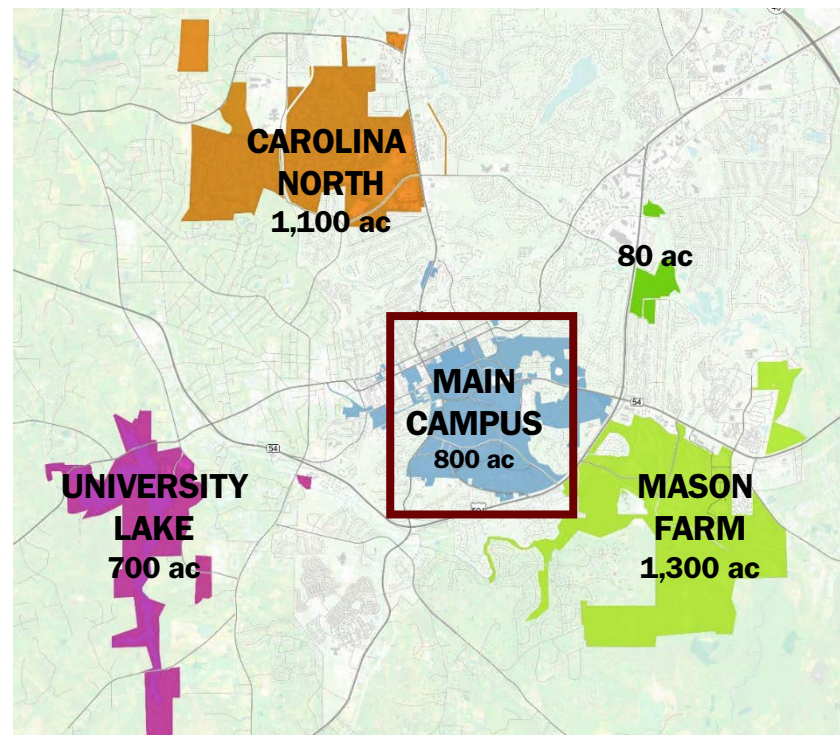 CAROLINA
NORTH
1,100 ac
80 ac
MAIN
CAMPUS
800 ac
54
54
UNIVERSITY
LAKE
700 ac
MASON
FARM
1,300 ac